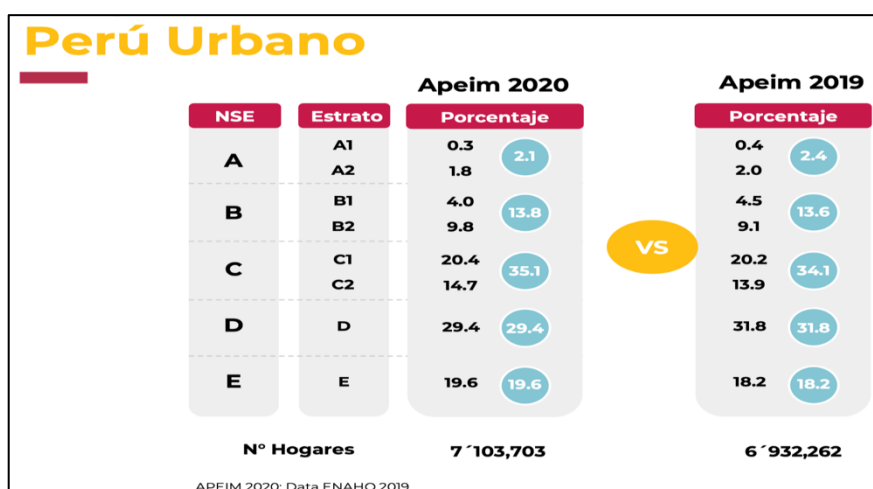 Perú Urbano
Apeim 2020 Apeim 2019
NSE Estrato Porcentaje Porcentaje
A1 0.3 0.4
A 2.1 2.4
A2 1.8 2.0
B1 4.0 4.5
B 13.8 13.6
B2 9.8 9.1
VS
C1 20.4 20.2
C 35.1 34.1
C2 14.7 13.9
D D 29.4 29.4 31.8 31.8
E E 19.6 19.6 18.2 18.2
N° Hogares 7´103,703 6´932,262
APEIM 2020: Data ENAHO 2019